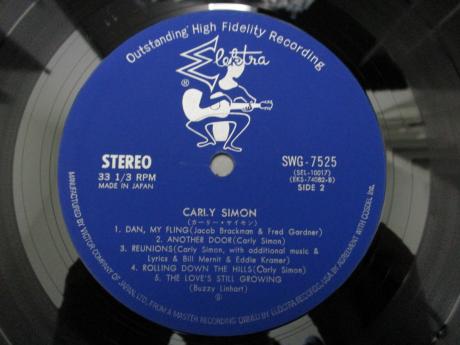 Outstanding High Fidelity Recording
Elektra
®
STEREO
33 1/3 RPM
MADE IN JAPAN
SWG-7525
(SEL-10017)
(EKS-74082-B)
SIDE 2
CARLY SIMON
(カーリー・サイモン)
1. DAN, MY FLING(Jacob Brackman & Fred Gardner)
2. ANOTHER DOOR(Carly Simon)
3. REUNIONS(Carly Simon, with additional music &
Lyrics & Bill Mernit & Eddie Kramer)
4. ROLLING DOWN THE HILLS(Carly Simon)
5. THE LOVE'S STILL GROWING
(Buzzy Linhart)
MANUFACTURED BY VICTOR COMPANY OF JAPAN, LTD. FROM A MASTER RECORDING OWNED BY ELEKTRA RECORDS, USA BY AGREEMENT WITH COSDEL Inc.